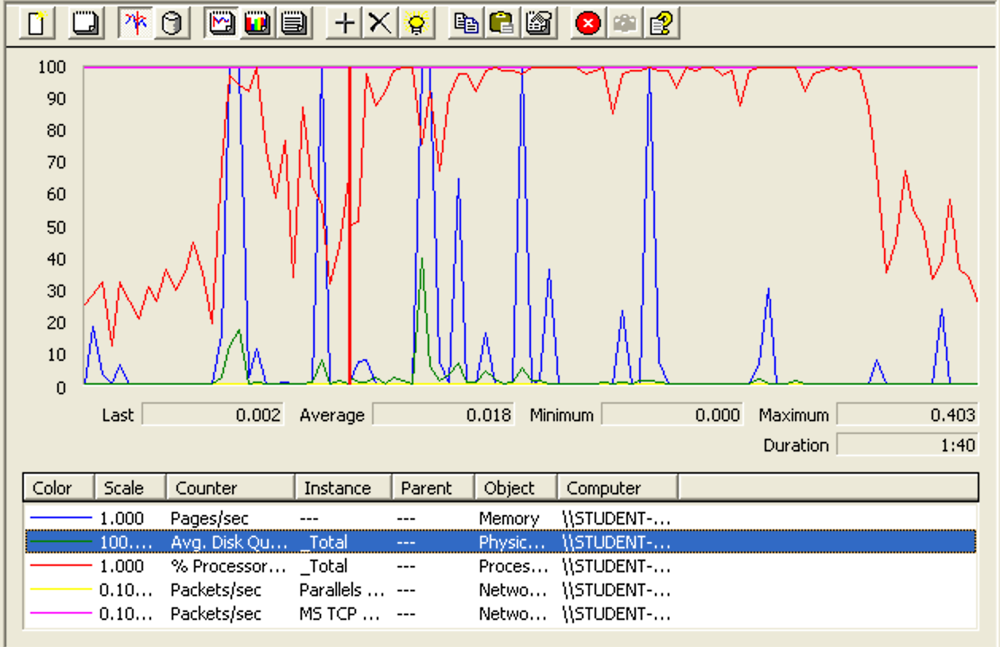 100
90
80
70
60
50
40
30
20
10
0
Last 0.002 Average 0.018 Minimum 0.000 Maximum 0.403
Duration 1:40
Color Scale Counter Instance Parent Object Computer
1.000 Pages/sec --- --- Memory \\STUDENT-...
100.... Avg. Disk Qu... _Total --- Physic... \\STUDENT-...
1.000 % Processor... _Total --- Proces... \\STUDENT-...
0.10... Packets/sec Parallels ... --- Netwo... \\STUDENT-...
0.10... Packets/sec MS TCP ... --- Netwo... \\STUDENT-...